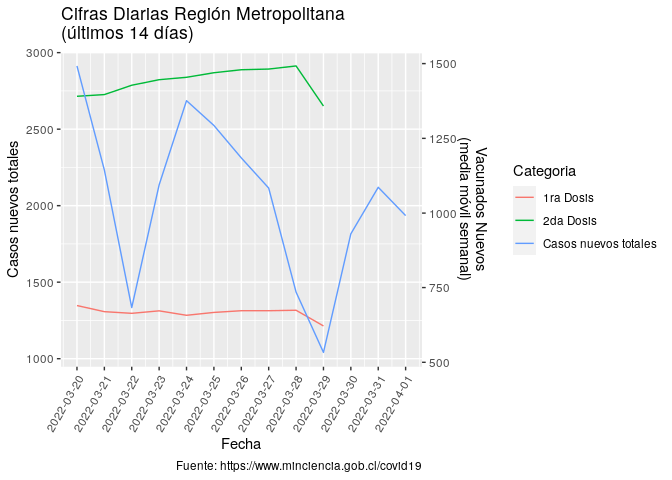 Cifras Diarias Región Metropolitana
(últimos 14 días)
3000
2500
2000
1500
1000
Casos nuevos totales
1500
1250
1000
750
500
Vacunados Nuevos
(media móvil semanal)
2022-03-20
2022-03-21
2022-03-22
2022-03-23
2022-03-24
2022-03-25
2022-03-26
2022-03-27
2022-03-28
2022-03-29
2022-03-30
2022-03-31
2022-04-01
Fecha
Categoria
1ra Dosis
2da Dosis
Casos nuevos totales
Fuente: https://www.minciencia.gob.cl/covid19